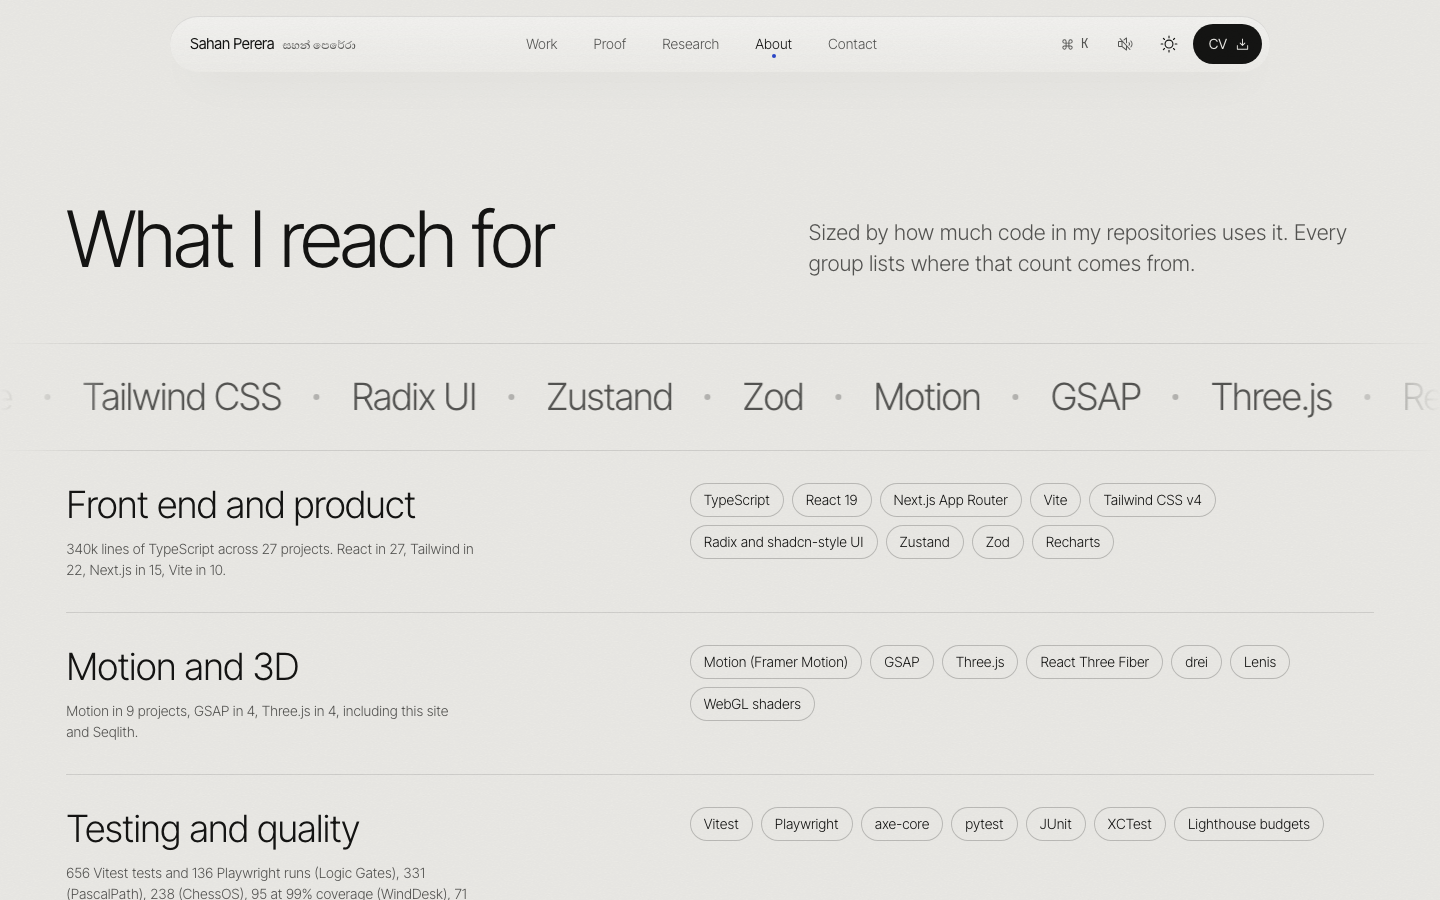 Sahan Perera සහන් පෙරේරා
Work
Proof
Research
About
Contact
⌘ K
CV
What I reach for
Sized by how much code in my repositories uses it. Every
group lists where that count comes from.
Tailwind CSS • Radix UI • Zustand • Zod • Motion • GSAP • Three.js • Re
Front end and product
340k lines of TypeScript across 27 projects. React in 27, Tailwind in
22, Next.js in 15, Vite in 10.
TypeScript
React 19
Next.js App Router
Vite
Tailwind CSS v4
Radix and shadcn-style UI
Zustand
Zod
Recharts
Motion and 3D
Motion in 9 projects, GSAP in 4, Three.js in 4, including this site
and Seqlith.
Motion (Framer Motion)
GSAP
Three.js
React Three Fiber
drei
Lenis
WebGL shaders
Testing and quality
656 Vitest tests and 136 Playwright runs (Logic Gates), 331
(PascalPath), 238 (ChessOS), 95 at 99% coverage (WindDesk), 71
Vitest
Playwright
axe-core
pytest
JUnit
XCTest
Lighthouse budgets